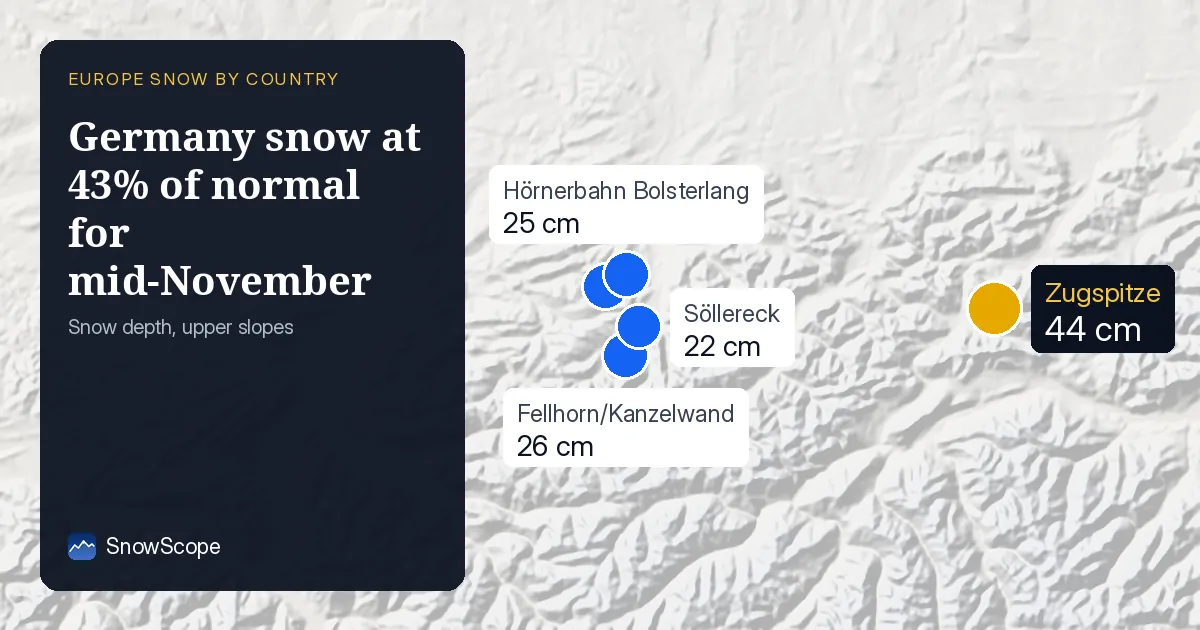 EUROPE SNOW BY COUNTRY
Germany snow at
43% of normal
for
mid-November
Snow depth, upper slopes
Hörnerbahn Bolsterlang
25 cm
Söllereck
22 cm
Fellhorn/Kanzelwand
26 cm
Zugspitze
44 cm
SnowScope